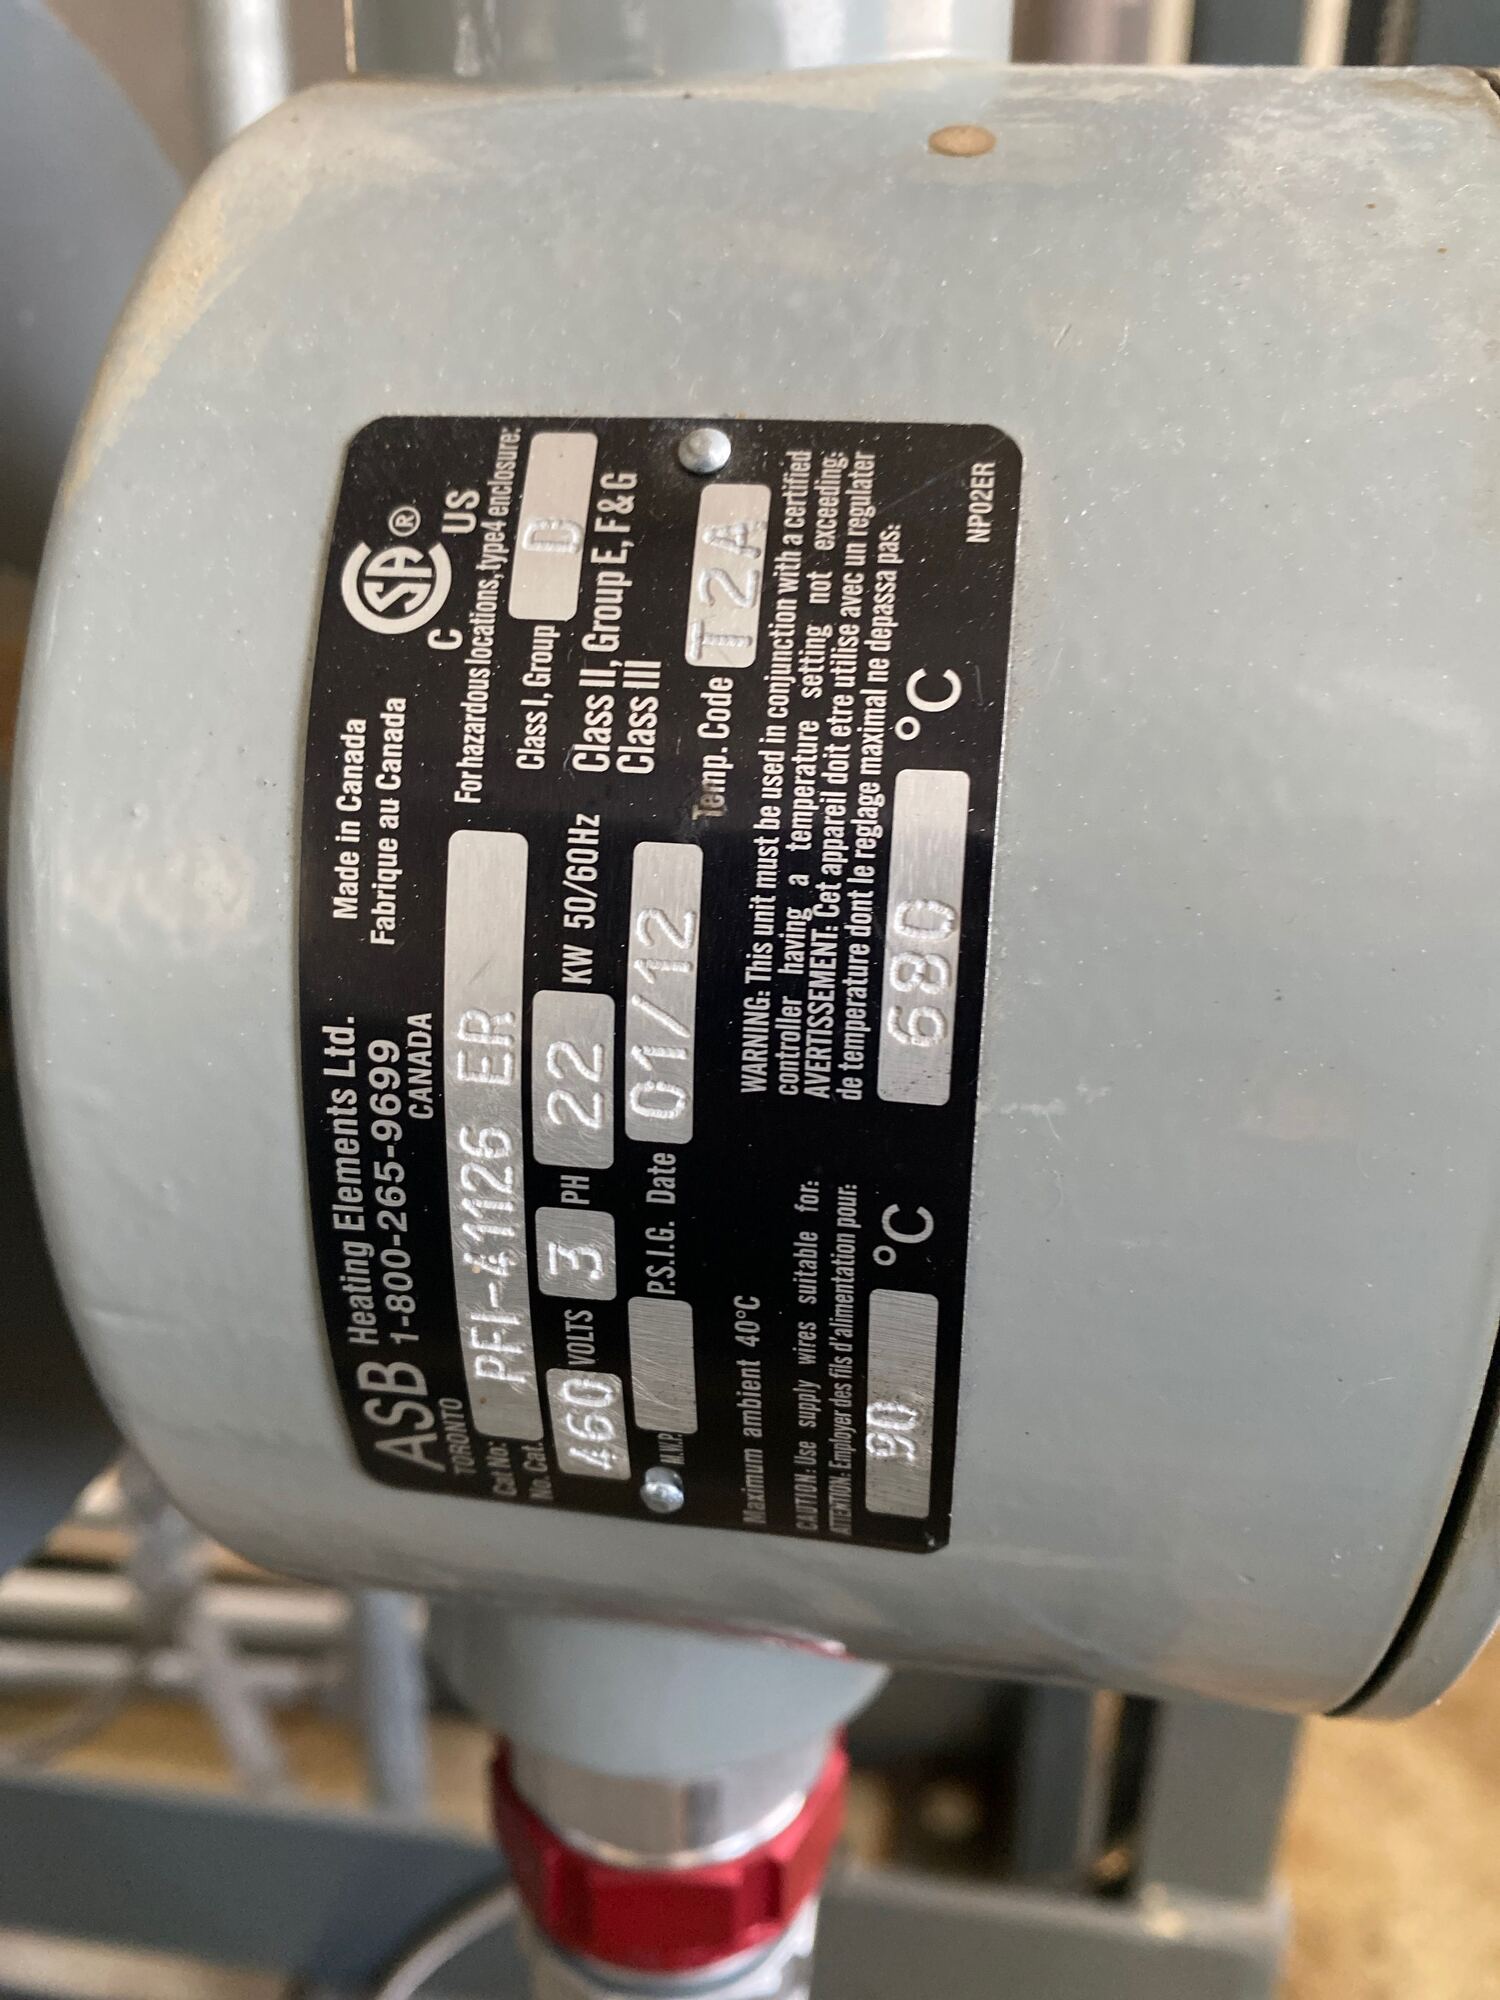 ASB Heating Elements Ltd.
TORONTO 1-800-265-9699
CANADA
Made in Canada
Fabrique au Canada
CSA ®
C US
Cat No:
No. Cat.
PFI-41126 ER
460 VOLTS 3 PH 22 KW 50/60Hz
M.W.P. P.S.I.G. Date 01/12
For hazardous locations, type4 enclosure:
Class I, Group D
Class II, Group E, F & G
Class III
Temp. Code T2A
Maximum ambient 40°C
CAUTION: Use supply wires suitable for:
ATTENTION: Employer des fils d'alimentation pour:
90 °C
WARNING: This unit must be used in conjunction with a certified
controller having a temperature setting not exceeding:
AVERTISSEMENT: Cet appareil doit etre utilise avec un regulater
de temperature dont le reglage maximal ne depassa pas:
680 °C
NP02ER